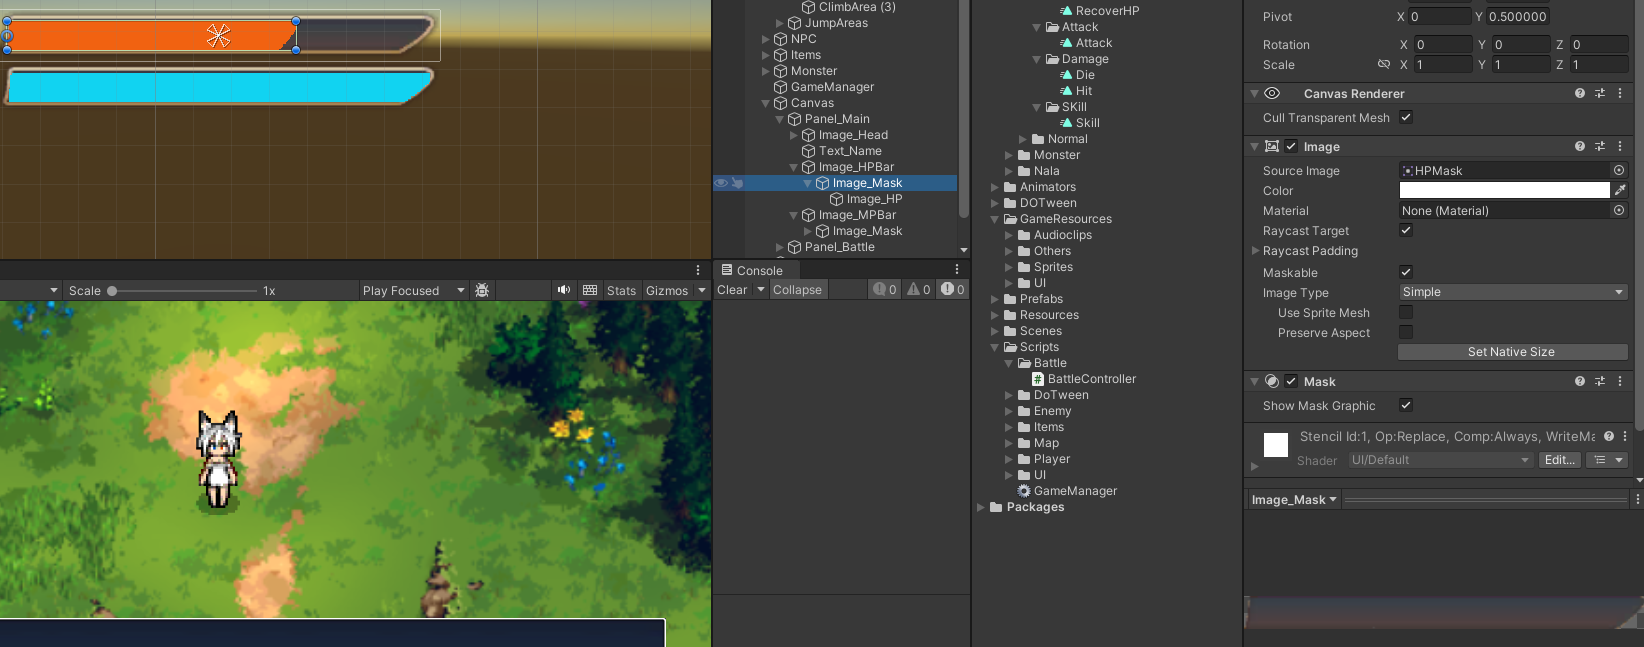 ClimbArea (3)
JumpAreas
NPC
Items
Monster
GameManager
Canvas
Panel_Main
Image_Head
Text_Name
Image_HPBar
Image_Mask
Image_HP
Image_MPBar
Image_Mask
Panel_Battle
Scale 1x Play Focused Stats Gizmos
Console
Clear Collapse 0 0 0
RecoverHP
Attack
Attack
Damage
Die
Hit
SKill
Skill
Normal
Monster
Nala
Animators
DOTween
GameResources
Audioclips
Others
Sprites
UI
Prefabs
Resources
Scenes
Scripts
Battle
BattleController
DoTween
Enemy
Items
Map
Player
UI
GameManager
Packages
Pivot X 0 Y 0.500000
Rotation X 0 Y 0 Z 0
Scale X 1 Y 1 Z 1
Canvas Renderer
Cull Transparent Mesh
Image
Source Image HPMask
Color
Material None (Material)
Raycast Target
Raycast Padding
Maskable
Image Type Simple
Use Sprite Mesh
Preserve Aspect
Set Native Size
Mask
Show Mask Graphic
Stencil Id:1, Op:Replace, Comp:Always, WriteMa
Shader UI/Default Edit...
Image_Mask